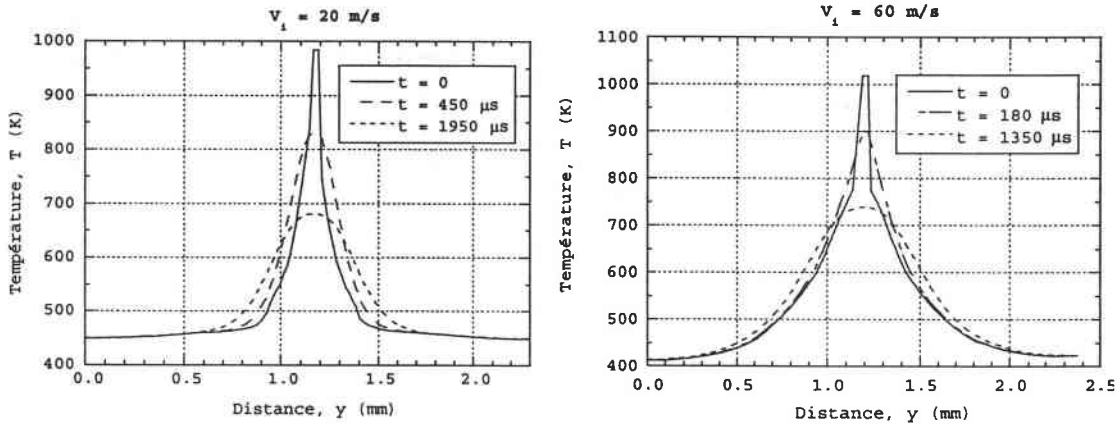 V_i = 20 m/s
1000
900
800
700
600
500
400
Température, T (K)
t = 0
t = 450 µs
t = 1950 µs
0.0 0.5 1.0 1.5 2.0
Distance, y (mm)
V_i = 60 m/s
1100
1000
900
800
700
600
500
400
Température, T (K)
t = 0
t = 180 µs
t = 1350 µs
0.0 0.5 1.0 1.5 2.0 2.5
Distance, y (mm)